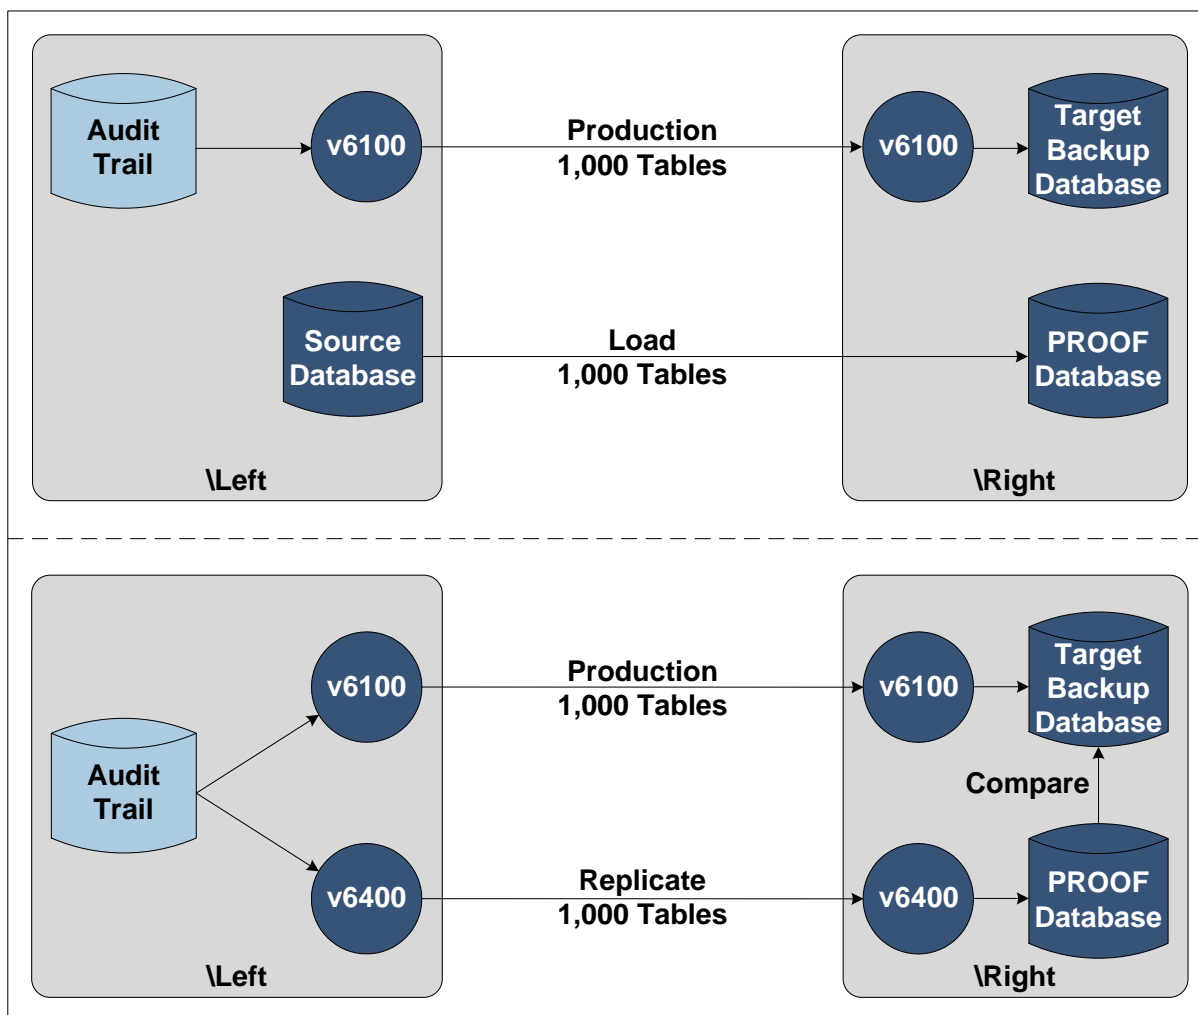 Audit
Trail
v6100
Production
1,000 Tables
v6100
Target
Backup
Database
Source
Database
Load
1,000 Tables
PROOF
Database
\Left
\Right
Audit
Trail
v6100
Production
1,000 Tables
v6100
Target
Backup
Database
Compare
v6400
Replicate
1,000 Tables
v6400
PROOF
Database
\Left
\Right